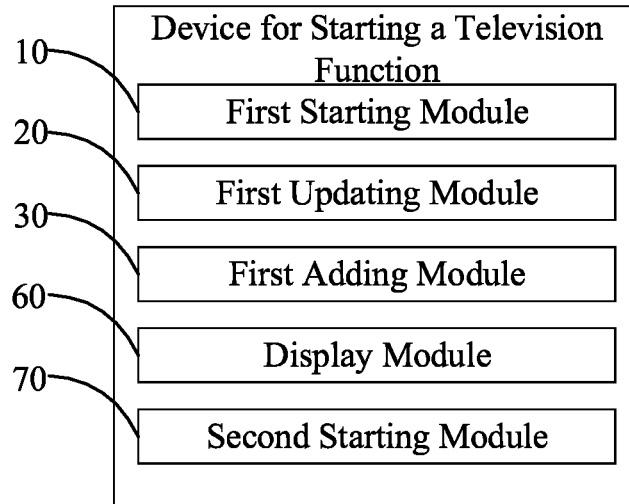 Device for Starting a Television
Function
10
First Starting Module
20
First Updating Module
30
First Adding Module
60
Display Module
70
Second Starting Module